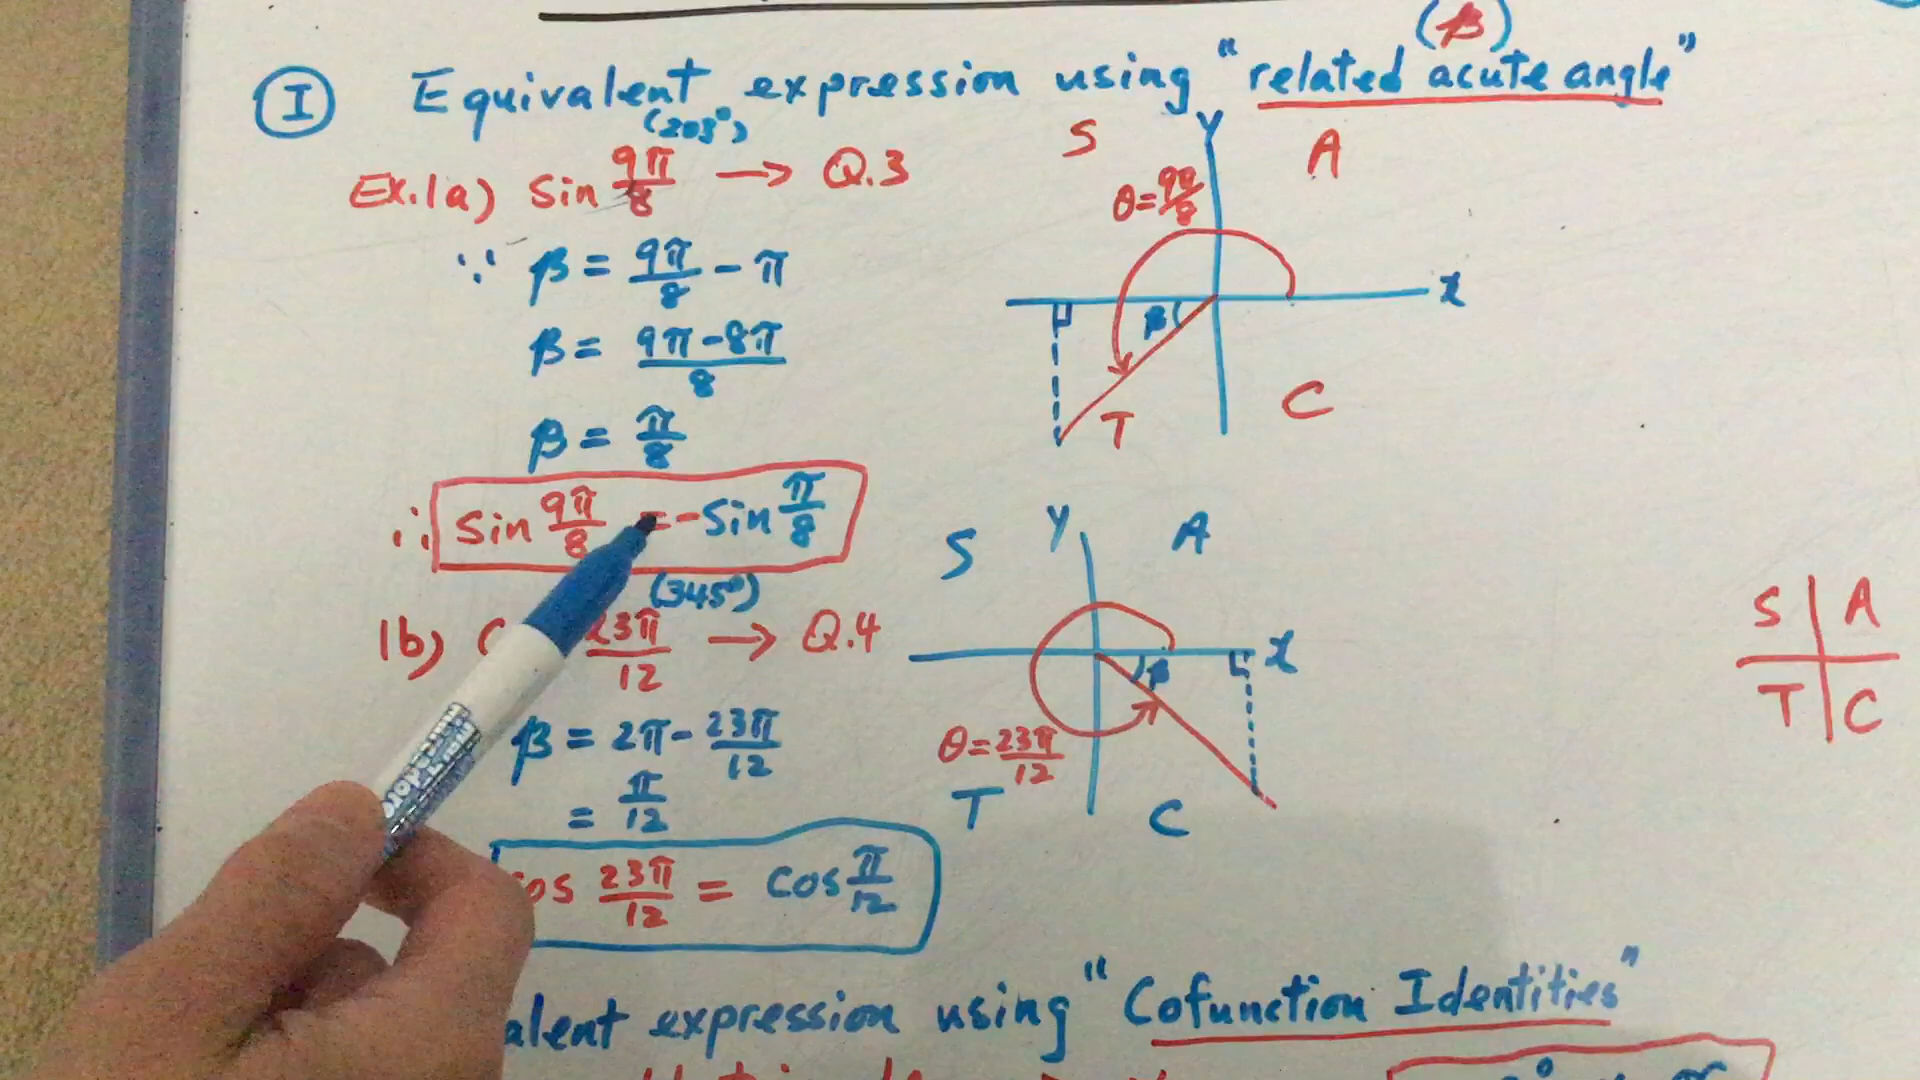 (β)
Ⓘ Equivalent expression using "related acute angle"
(203°)
Ex.1a) Sin 9π/8 → Q.3
∵ β = 9π/8 - π
β = 9π-8π/8
β = π/8
∴ Sin 9π/8 = -Sin π/8
S Y A
θ=9π/8
β x
T C
(345°)
1b) C 23π/12 → Q.4
β = 2π - 23π/12
= π/12
cos 23π/12 = cos π/12
S Y A
β x
θ=23π/12
T C
S A
T C
alent expression using "Cofunction Identities"